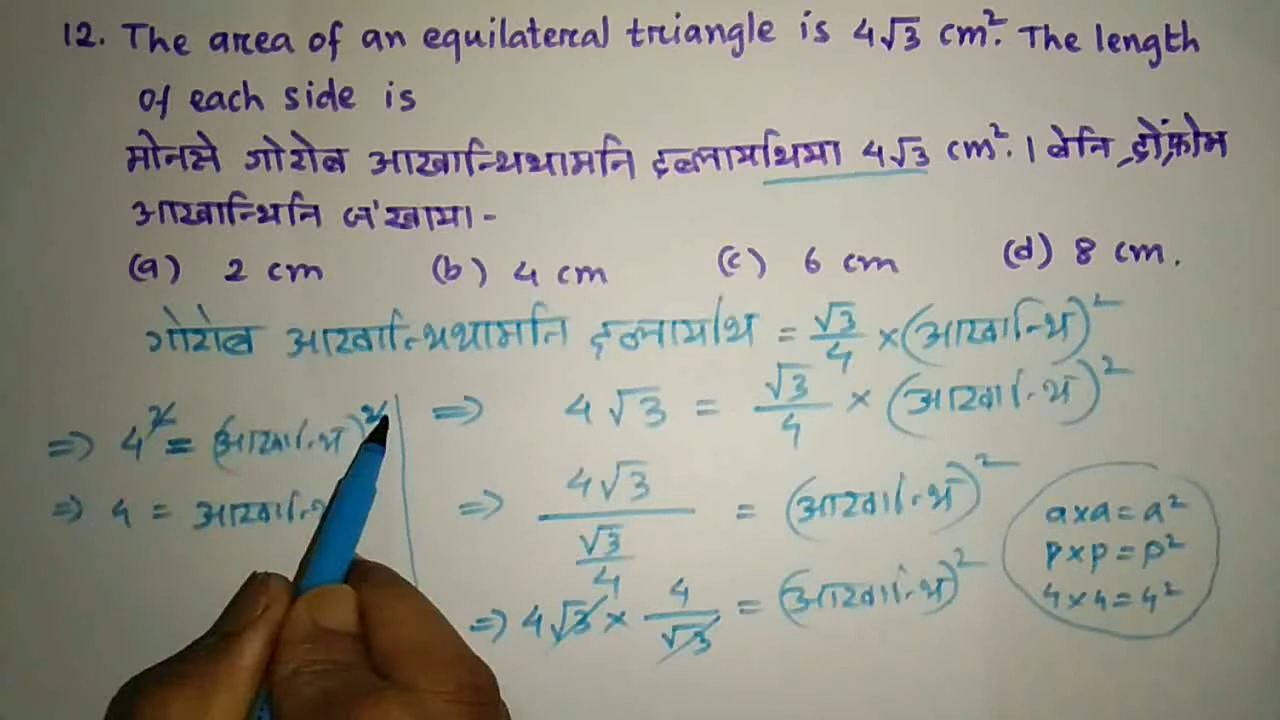 12. The area of an equilateral triangle is 4√3 cm². The length
of each side is
मोनसे गोरोब आखान्थिथामनि दब्लायथिया 4√3 cm². । बेनि मोंफ्रोम
आखान्थिनि ज'खाया -
(a) 2 cm (b) 4 cm (c) 6 cm (d) 8 cm.
गोरोब आखान्थिथामनि दब्लायथि = √3/4 × (आखान्थि)²
=> 4√3 = √3/4 × (आखान्थि)²
=> 4√3 / √3/4 = (आखान्थि)²
=> 4√3 × 4/√3 = (आखान्थि)²
=> 4² = (आखान्थि)²
=> 4 =
a×a=a²
p×p=p²
4×4=4²